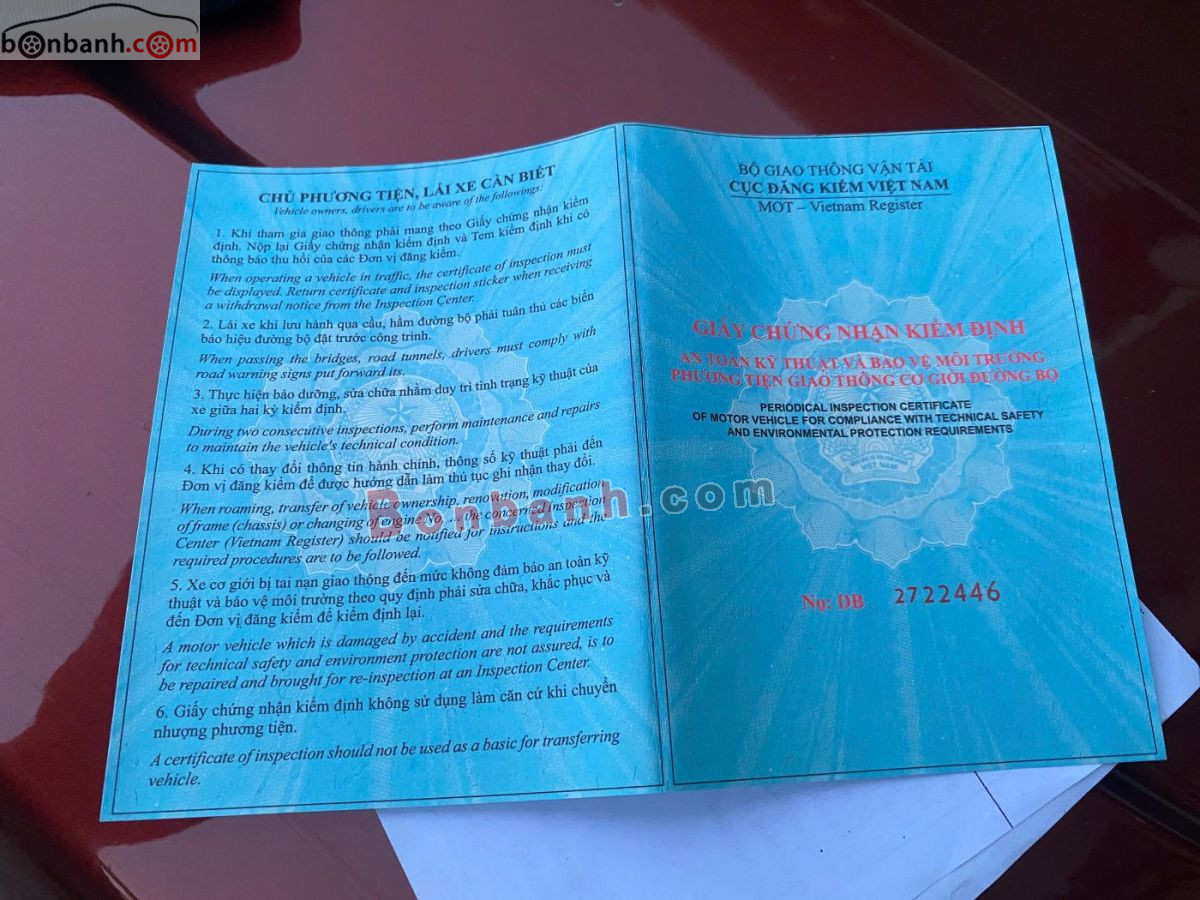 bonbanh.com
CHỦ PHƯƠNG TIỆN, LÁI XE CẦN BIẾT
Vehicle owners, drivers are to be aware of the followings:
1. Khi tham gia giao thông phải mang theo Giấy chứng nhận kiểm
định. Nộp lại Giấy chứng nhận kiểm định và Tem kiểm định khi có
thông báo thu hồi của các Đơn vị đăng kiểm.
When operating a vehicle in traffic, the certificate of inspection must
be displayed. Return certificate and inspection sticker when receiving
a withdrawal notice from the Inspection Center.
2. Lái xe khi lưu hành qua cầu, hầm đường bộ phải tuân thủ các biển
báo hiệu đường bộ đặt trước công trình.
When passing the bridges, road tunnels, drivers must comply with
road warning signs put forward its.
3. Thực hiện bảo dưỡng, sửa chữa nhằm duy trì tình trạng kỹ thuật của
xe giữa hai kỳ kiểm định.
During two consecutive inspections, perform maintenance and repairs
to maintain the vehicle's technical condition.
4. Khi có thay đổi thông tin hành chính, thông số kỹ thuật phải đến
Đơn vị đăng kiểm để được hướng dẫn làm thủ tục ghi nhận thay đổi.
When roaming, transfer of vehicle ownership, renovation, modification
of frame (chassis) or changing of engine No. ... the concerned Inspection
Center (Vietnam Register) should be notified for instructions and the
required procedures are to be followed.
5. Xe cơ giới bị tai nạn giao thông đến mức không đảm bảo an toàn kỹ
thuật và bảo vệ môi trường theo quy định phải sửa chữa, khắc phục và
đến Đơn vị đăng kiểm để kiểm định lại.
A motor vehicle which is damaged by accident and the requirements
for technical safety and environment protection are not assured, is to
be repaired and brought for re-inspection at an Inspection Center.
6. Giấy chứng nhận kiểm định không sử dụng làm căn cứ khi chuyển
nhượng phương tiện.
A certificate of inspection should not be used as a basic for transferring
vehicle.
BỘ GIAO THÔNG VẬN TẢI
CỤC ĐĂNG KIỂM VIỆT NAM
MOT – Vietnam Register
GIẤY CHỨNG NHẬN KIỂM ĐỊNH
AN TOÀN KỸ THUẬT VÀ BẢO VỆ MÔI TRƯỜNG
PHƯƠNG TIỆN GIAO THÔNG CƠ GIỚI ĐƯỜNG BỘ
PERIODICAL INSPECTION CERTIFICATE
OF MOTOR VEHICLE FOR COMPLIANCE WITH TECHNICAL SAFETY
AND ENVIRONMENTAL PROTECTION REQUIREMENTS
VIỆT NAM
Bonbanh.com
No: DB 2722446